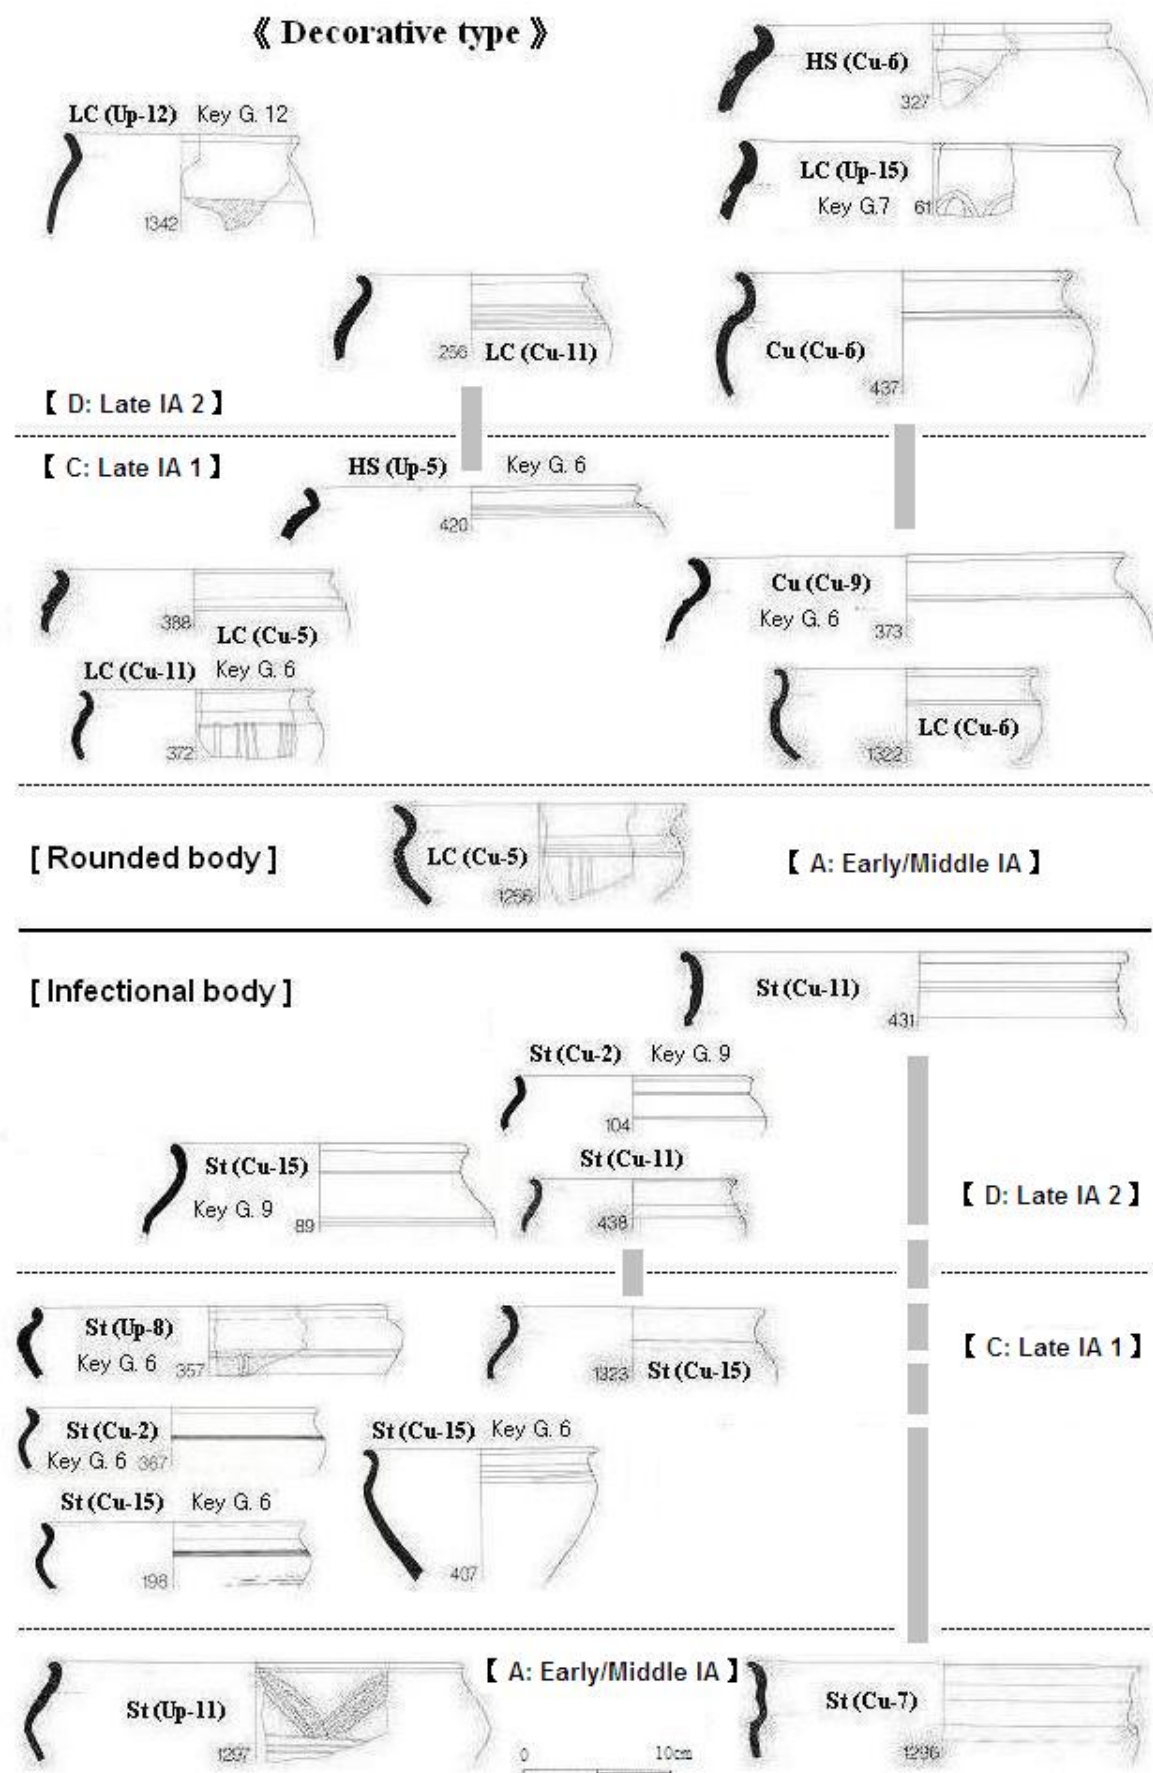 《 Decorative type 》
HS (Cu-6)
327
LC (Up-12) Key G. 12
1342
LC (Up-15)
Key G.7 61
256 LC (Cu-11)
Cu (Cu-6)
437
【 D: Late IA 2 】
【 C: Late IA 1 】
HS (Up-5) Key G. 6
420
388
LC (Cu-5)
Cu (Cu-9)
Key G. 6 373
LC (Cu-11) Key G. 6
372
LC (Cu-6)
1322
[ Rounded body ]
LC (Cu-5)
1256
【 A: Early/Middle IA 】
[ Infectional body ]
St (Cu-11)
431
St (Cu-2) Key G. 9
104
St (Cu-15)
Key G. 9 89
St (Cu-11)
438
【 D: Late IA 2 】
St (Up-8)
Key G. 6 357
1323 St (Cu-15)
【 C: Late IA 1 】
St (Cu-2)
Key G. 6 367
St (Cu-15) Key G. 6
407
St (Cu-15) Key G. 6
198
【 A: Early/Middle IA 】
St (Up-11)
1297
St (Cu-7)
1296
0 10cm